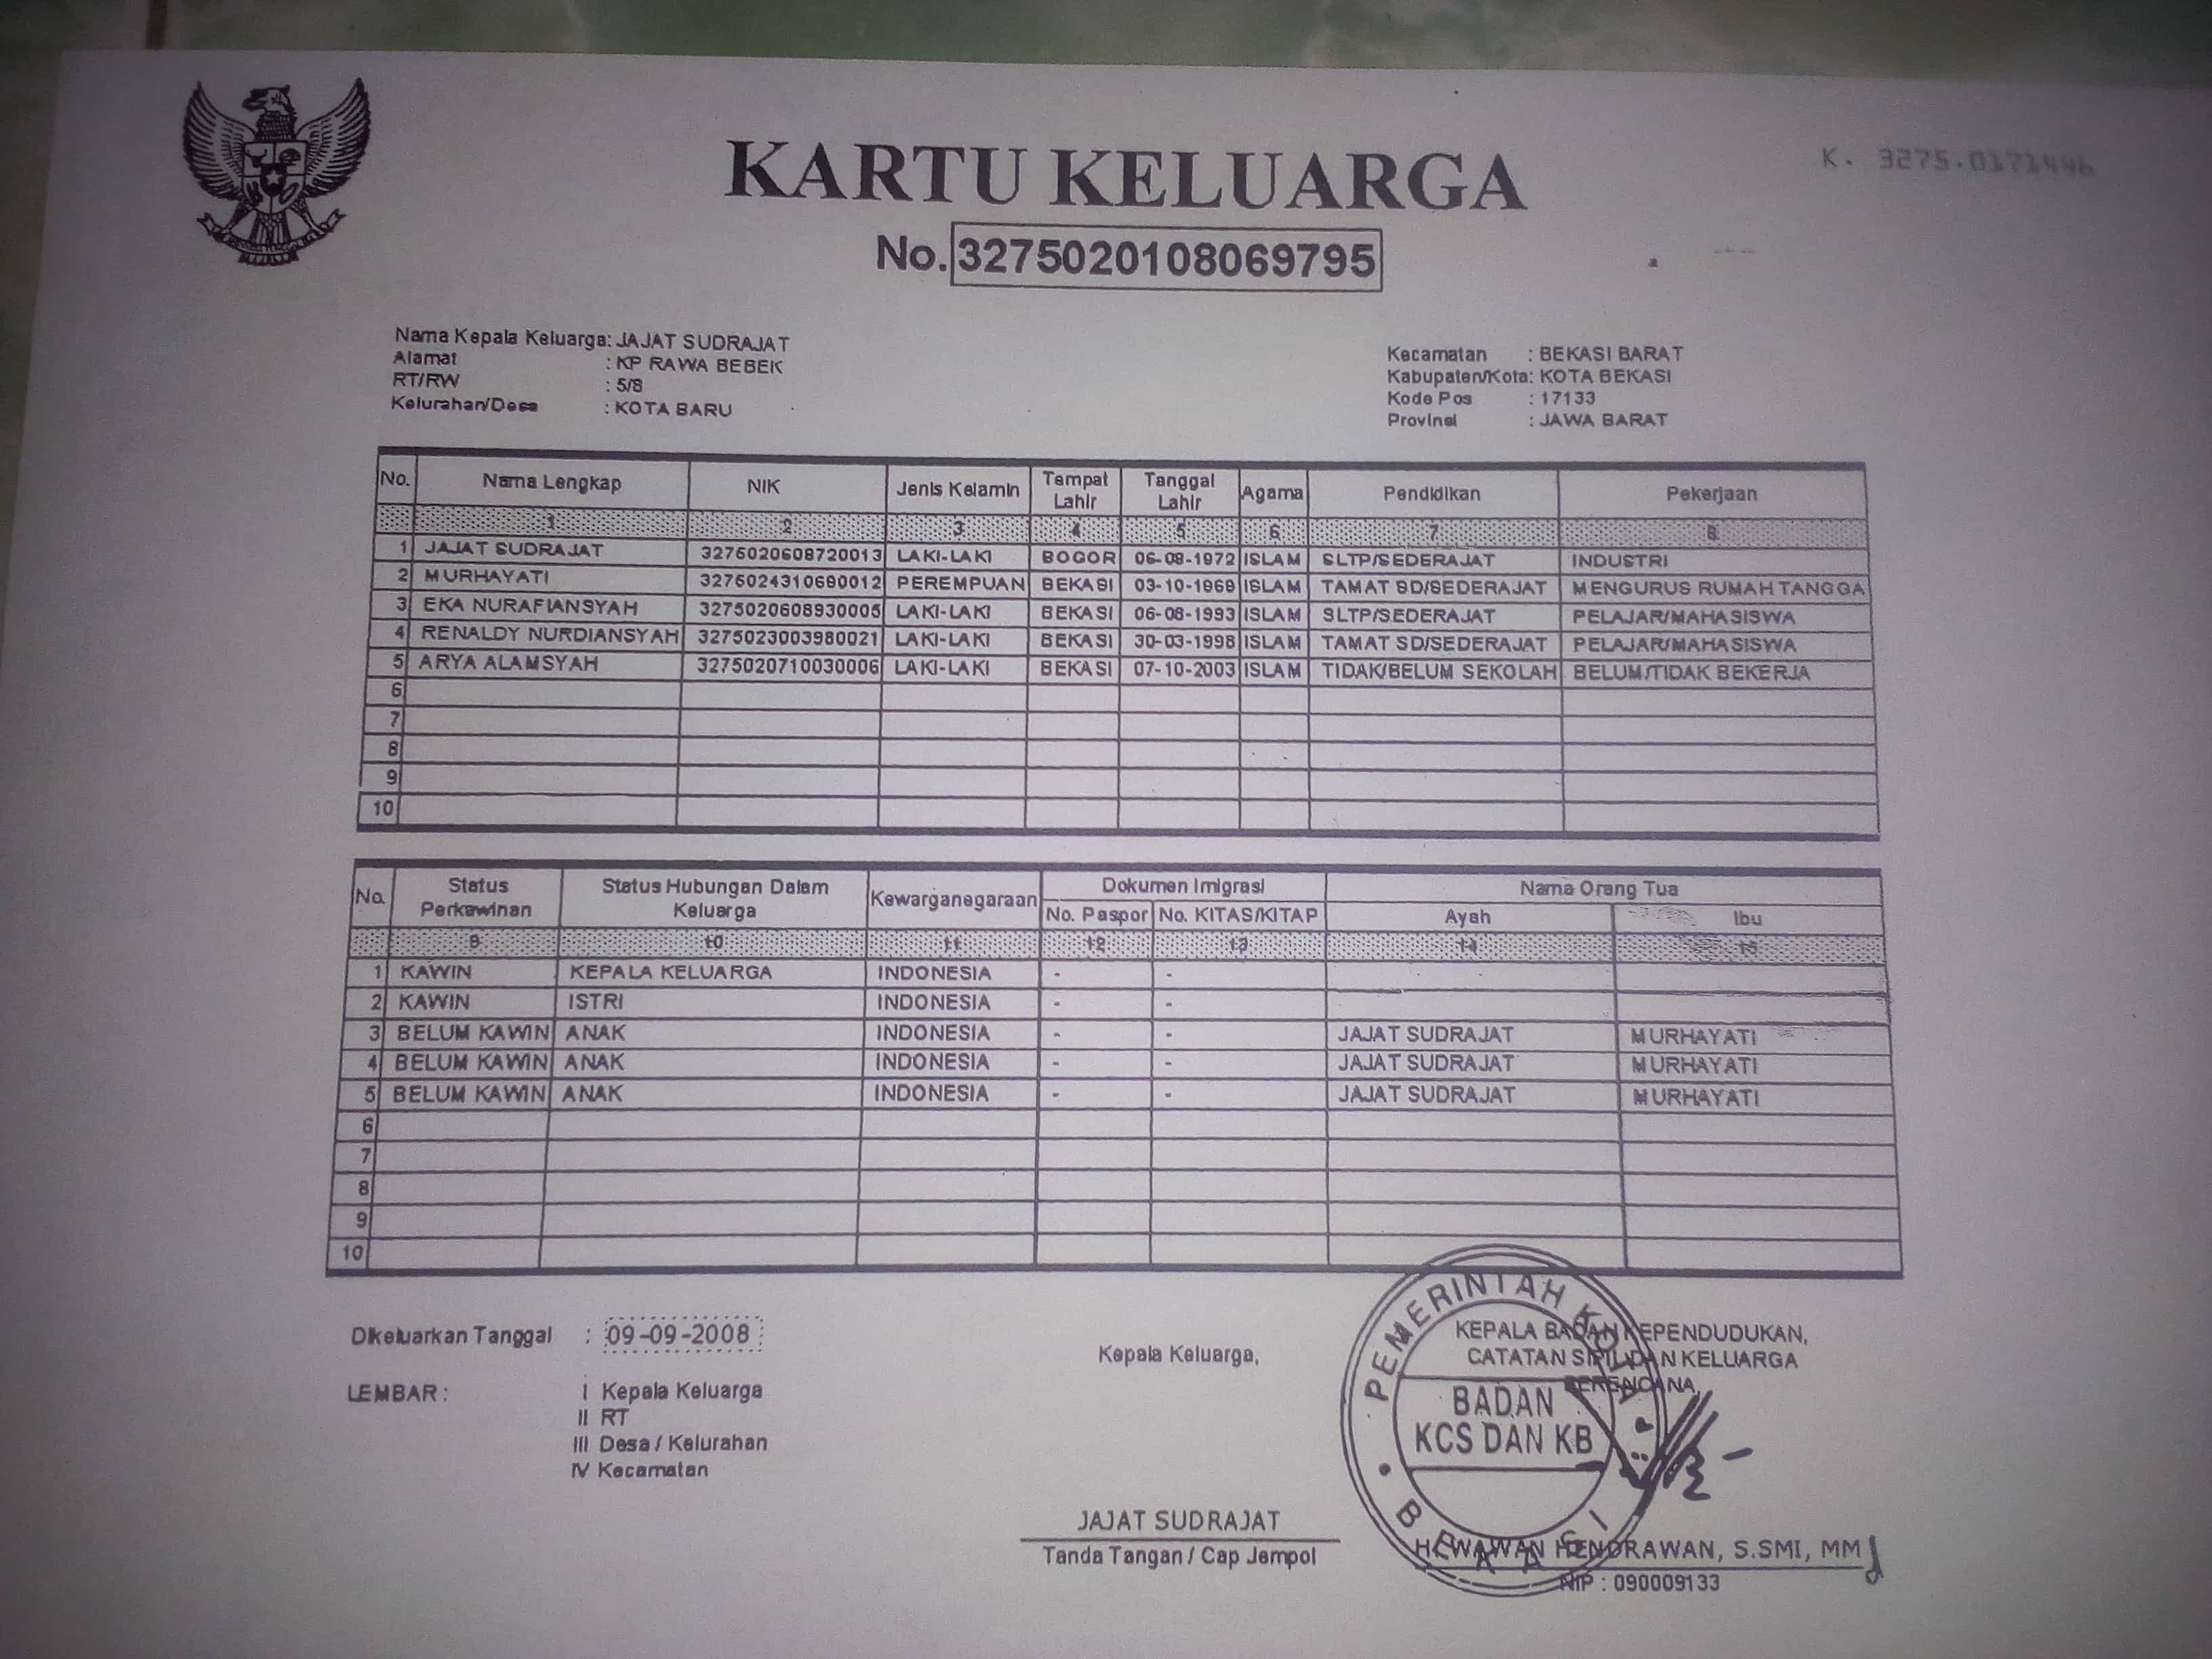 KARTU KELUARGA
K. 3275.0171446
No. 3275020108069795
Nama Kepala Keluarga: JAJAT SUDRAJAT
Alamat : KP RAWA BEBEK
RT/RW : 5/8
Kelurahan/Desa : KOTA BARU
Kecamatan : BEKASI BARAT
Kabupaten/Kota: KOTA BEKASI
Kode Pos : 17133
Provinsi : JAWA BARAT
No. Nama Lengkap NIK Jenis Kelamin Tempat Lahir Tanggal Lahir Agama Pendidikan Pekerjaan
1 2 3 4 5 6 7 8
1 JAJAT SUDRAJAT 3275020608720013 LAKI-LAKI BOGOR 06-08-1972 ISLAM SLTP/SEDERAJAT INDUSTRI
2 MURHAYATI 3275024310690012 PEREMPUAN BEKASI 03-10-1969 ISLAM TAMAT SD/SEDERAJAT MENGURUS RUMAH TANGGA
3 EKA NURAFIANSYAH 3275020608930005 LAKI-LAKI BEKASI 06-08-1993 ISLAM SLTP/SEDERAJAT PELAJAR/MAHASISWA
4 RENALDY NURDIANSYAH 3275023003980021 LAKI-LAKI BEKASI 30-03-1998 ISLAM TAMAT SD/SEDERAJAT PELAJAR/MAHASISWA
5 ARYA ALAMSYAH 3275020710030006 LAKI-LAKI BEKASI 07-10-2003 ISLAM TIDAK/BELUM SEKOLAH BELUM/TIDAK BEKERJA
6
7
8
9
10
No. Status Perkawinan Status Hubungan Dalam Keluarga Kewarganegaraan Dokumen Imigrasi Nama Orang Tua
No. Paspor No. KITAS/KITAP Ayah Ibu
9 10 11 12 13 14 15
1 KAWIN KEPALA KELUARGA INDONESIA - -
2 KAWIN ISTRI INDONESIA - -
3 BELUM KAWIN ANAK INDONESIA - - JAJAT SUDRAJAT MURHAYATI
4 BELUM KAWIN ANAK INDONESIA - - JAJAT SUDRAJAT MURHAYATI
5 BELUM KAWIN ANAK INDONESIA - - JAJAT SUDRAJAT MURHAYATI
6
7
8
9
10
Dikeluarkan Tanggal : 09-09-2008
LEMBAR : I Kepala Keluarga
II RT
III Desa / Kelurahan
IV Kecamatan
Kepala Keluarga,
JAJAT SUDRAJAT
Tanda Tangan / Cap Jempol
KEPALA BADAN KEPENDUDUKAN,
CATATAN SIPIL DAN KELUARGA
BERENCANA,
PEMERINTAH KOTA
BADAN
KCS DAN KB
BEKASI
H. WAWAN HENDRAWAN, S.SMI, MM
NIP : 090009133